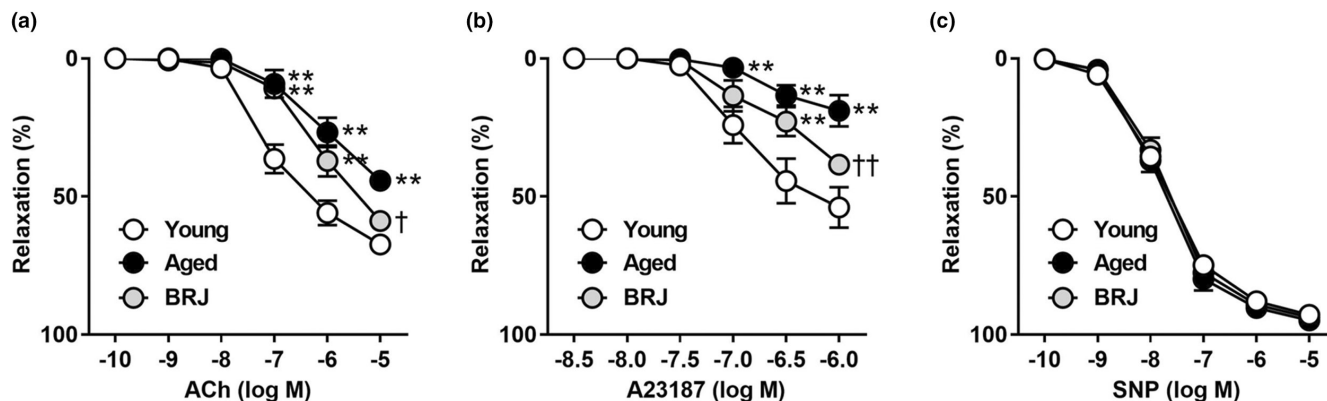 (a)
0
50
100
Relaxation (%)
**
**
**
**
**
†
Young
Aged
BRJ
-10 -9 -8 -7 -6 -5
ACh (log M)
(b)
0
50
100
Relaxation (%)
**
**
**
**
††
Young
Aged
BRJ
-8.5 -8.0 -7.5 -7.0 -6.5 -6.0
A23187 (log M)
(c)
0
50
100
Relaxation (%)
Young
Aged
BRJ
-10 -9 -8 -7 -6 -5
SNP (log M)